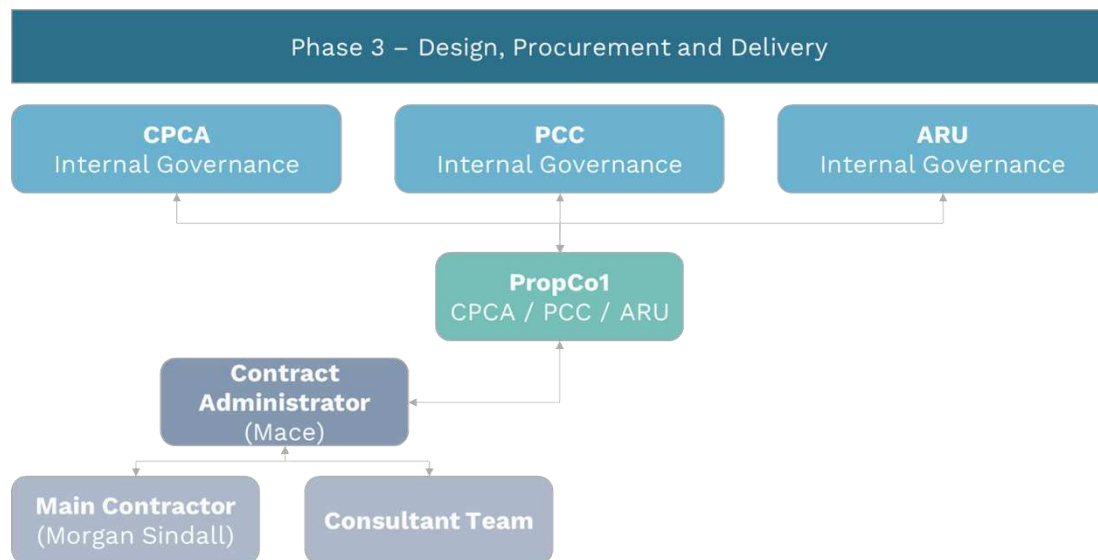 Phase 3 – Design, Procurement and Delivery
CPCA
Internal Governance
PCC
Internal Governance
ARU
Internal Governance
PropCo1
CPCA / PCC / ARU
Contract
Administrator
(Mace)
Main Contractor
(Morgan Sindall)
Consultant Team